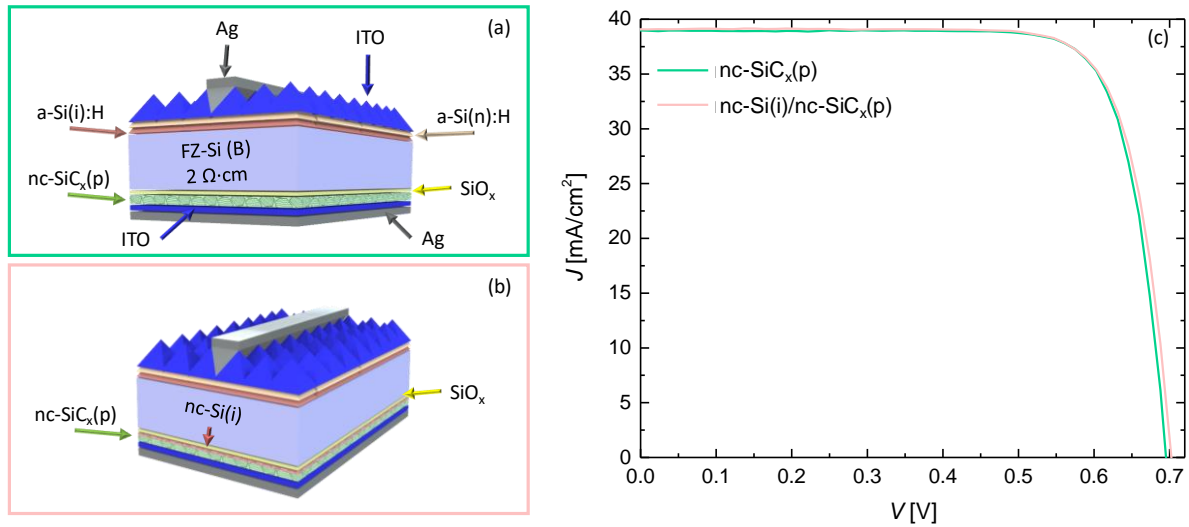 (a)
Ag
ITO
a-Si(i):H
a-Si(n):H
FZ-Si (B)
2 Ω·cm
nc-SiCₓ(p)
SiOₓ
ITO
Ag
(b)
nc-Si(i)
SiOₓ
nc-SiCₓ(p)
(c)
nc-SiCₓ(p)
nc-Si(i)/nc-SiCₓ(p)
J [mA/cm²]
40
35
30
25
20
15
10
5
0
0.0 0.1 0.2 0.3 0.4 0.5 0.6 0.7
V [V]